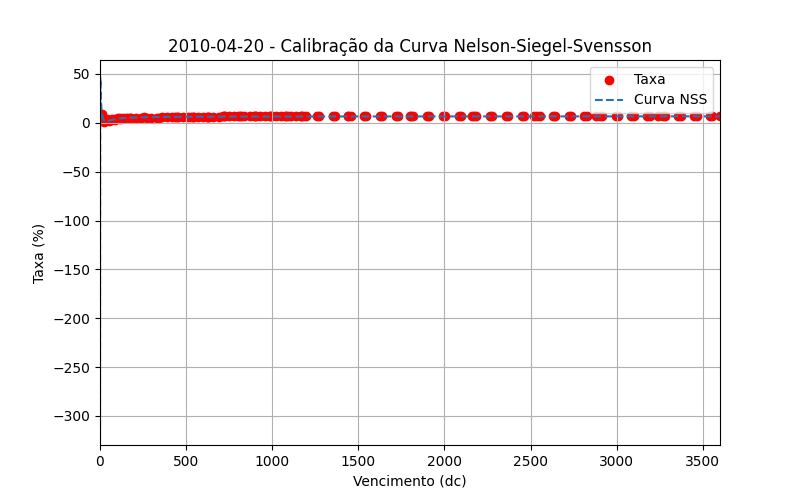 2010-04-20 - Calibração da Curva Nelson-Siegel-Svensson
Taxa
Curva NSS
Taxa (%)
50
0
−50
−100
−150
−200
−250
−300
0 500 1000 1500 2000 2500 3000 3500
Vencimento (dc)